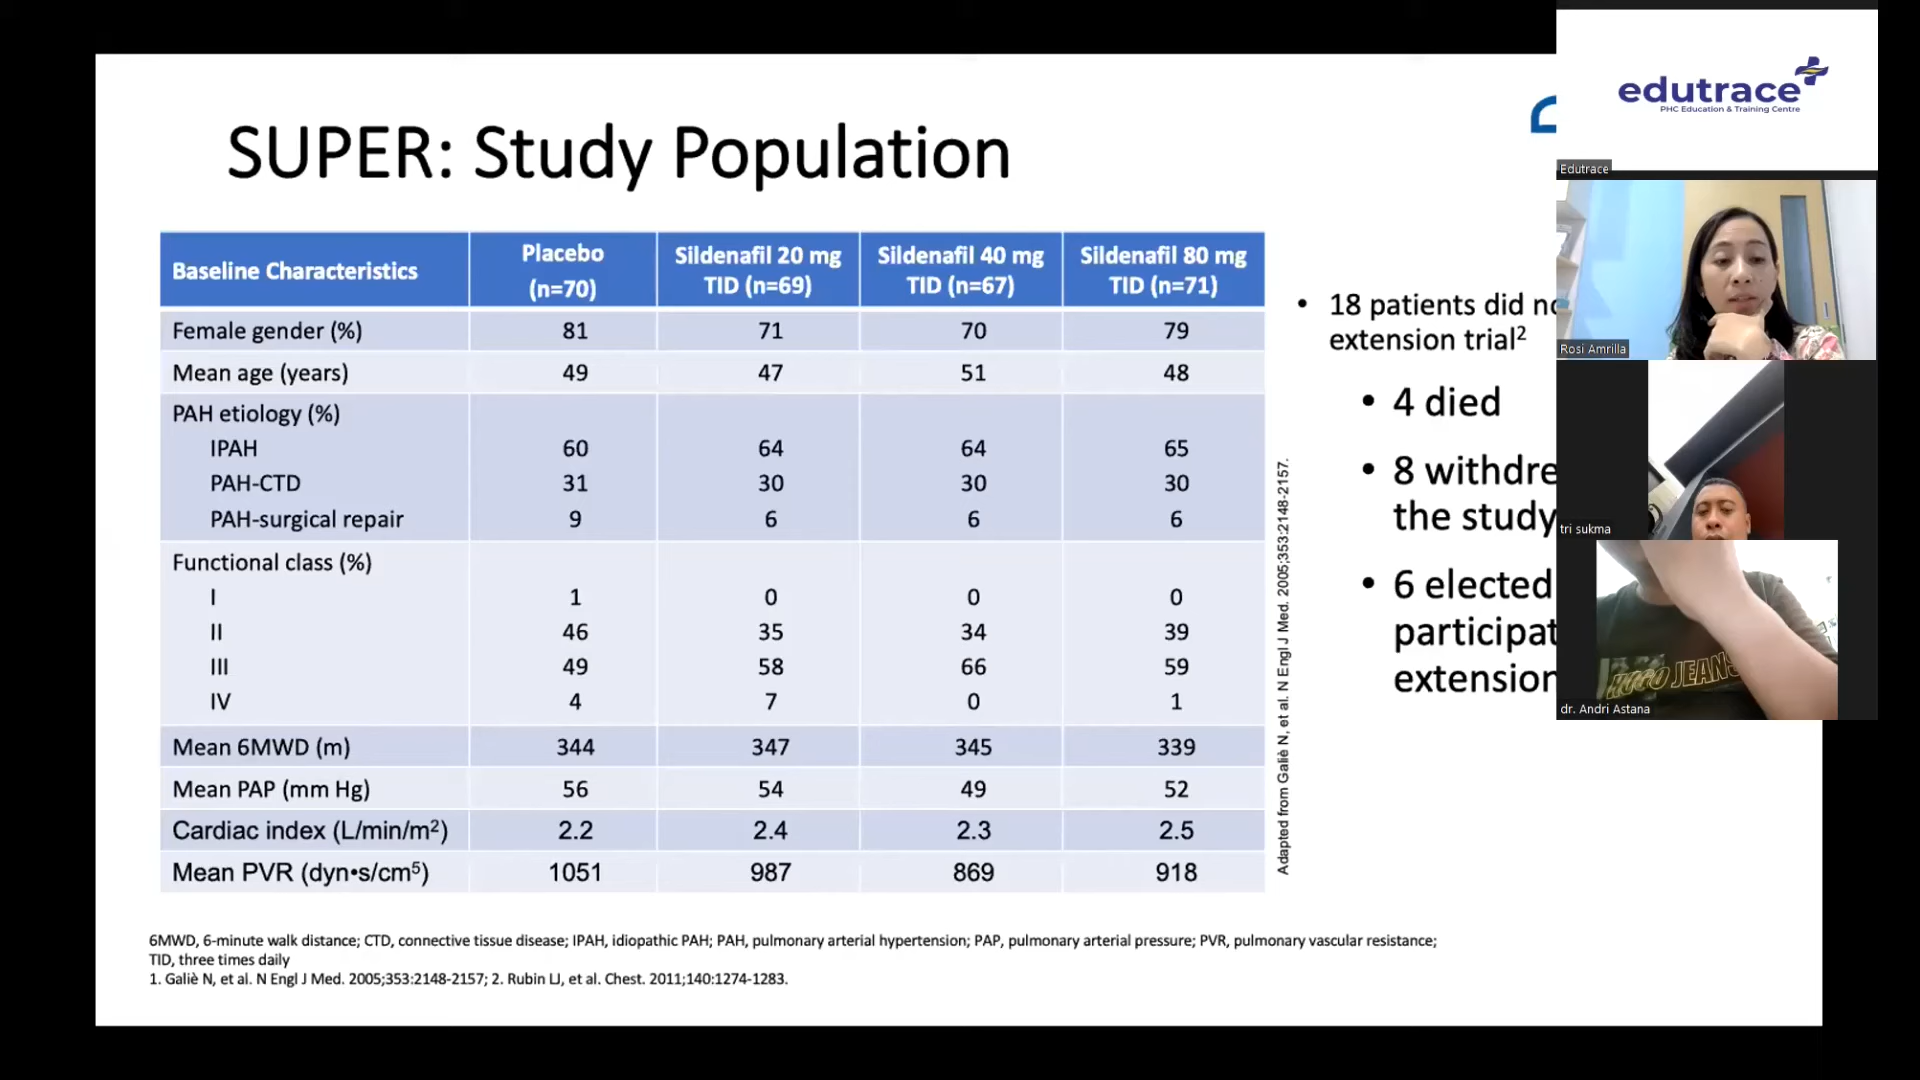 SUPER: Study Population
Baseline Characteristics
Placebo
(n=70)
Sildenafil 20 mg
TID (n=69)
Sildenafil 40 mg
TID (n=67)
Sildenafil 80 mg
TID (n=71)
Female gender (%) 81 71 70 79
Mean age (years) 49 47 51 48
PAH etiology (%)
IPAH 60 64 64 65
PAH-CTD 31 30 30 30
PAH-surgical repair 9 6 6 6
Functional class (%)
I 1 0 0 0
II 46 35 34 39
III 49 58 66 59
IV 4 7 0 1
Mean 6MWD (m) 344 347 345 339
Mean PAP (mm Hg) 56 54 49 52
Cardiac index (L/min/m²) 2.2 2.4 2.3 2.5
Mean PVR (dyn•s/cm⁵) 1051 987 869 918
Adapted from Galiè N, et al. N Engl J Med. 2005;353:2148-2157.
• 18 patients did
extension trial²
• 4 died
• 8
the study
• 6 elected
extension
6MWD, 6-minute walk distance; CTD, connective tissue disease; IPAH, idiopathic PAH; PAH, pulmonary arterial hypertension; PAP, pulmonary arterial pressure; PVR, pulmonary vascular resistance;
TID, three times daily
1. Galiè N, et al. N Engl J Med. 2005;353:2148-2157; 2. Rubin LJ, et al. Chest. 2011;140:1274-1283.
edutrace
PHC Education & Training Centre
Edutrace
Rosi Amrilla
tri sukma
HUGO JEANS
dr. Andri Astana